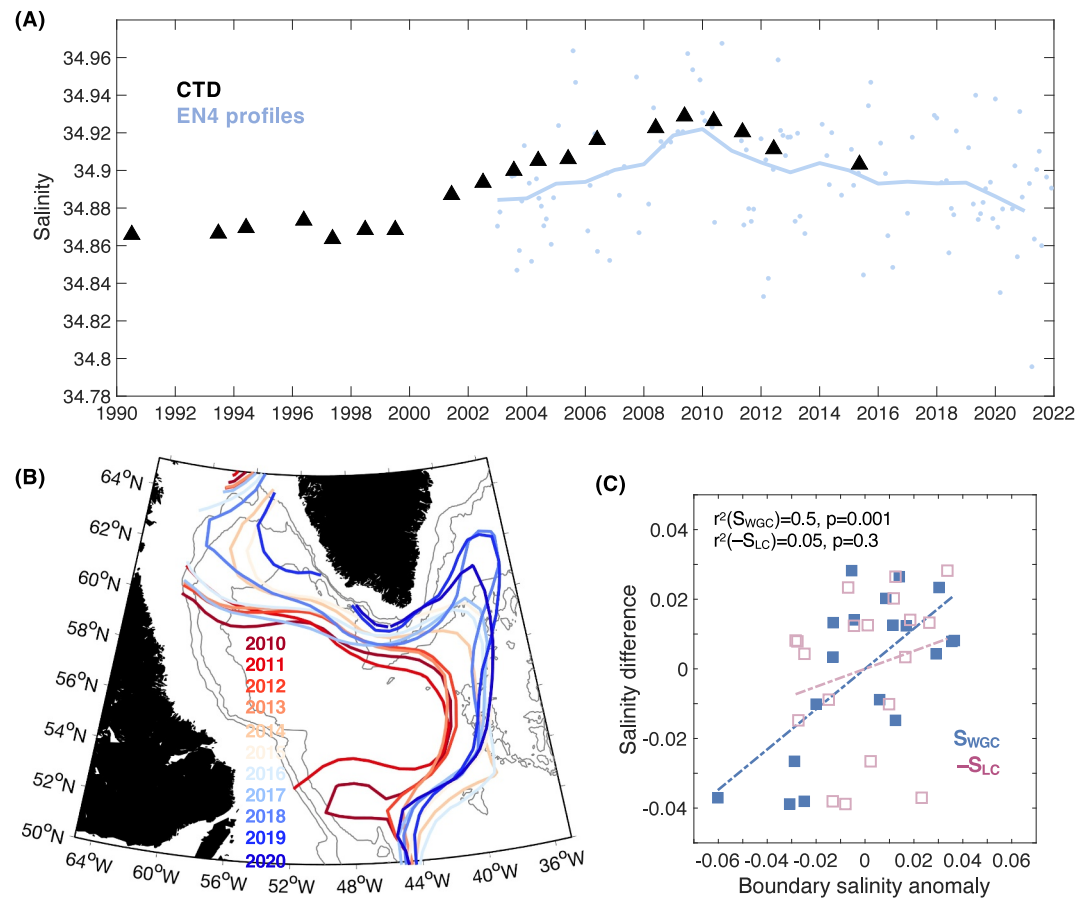 (A)
34.96
34.94
34.92
34.9
34.88
34.86
34.84
34.82
34.8
34.78
Salinity
CTD
EN4 profiles
1990 1992 1994 1996 1998 2000 2002 2004 2006 2008 2010 2012 2014 2016 2018 2020 2022
(B)
64°N
62°N
60°N
58°N
56°N
54°N
52°N
50°N
2010
2011
2012
2013
2014
2015
2016
2017
2018
2019
2020
64°W 60°W 56°W 52°W 48°W 44°W 40°W 36°W
(C)
r²(S_WGC)=0.5, p=0.001
r²(–S_LC)=0.05, p=0.3
0.04
0.02
0
-0.02
-0.04
Salinity difference
S_WGC
–S_LC
-0.06 -0.04 -0.02 0 0.02 0.04 0.06
Boundary salinity anomaly